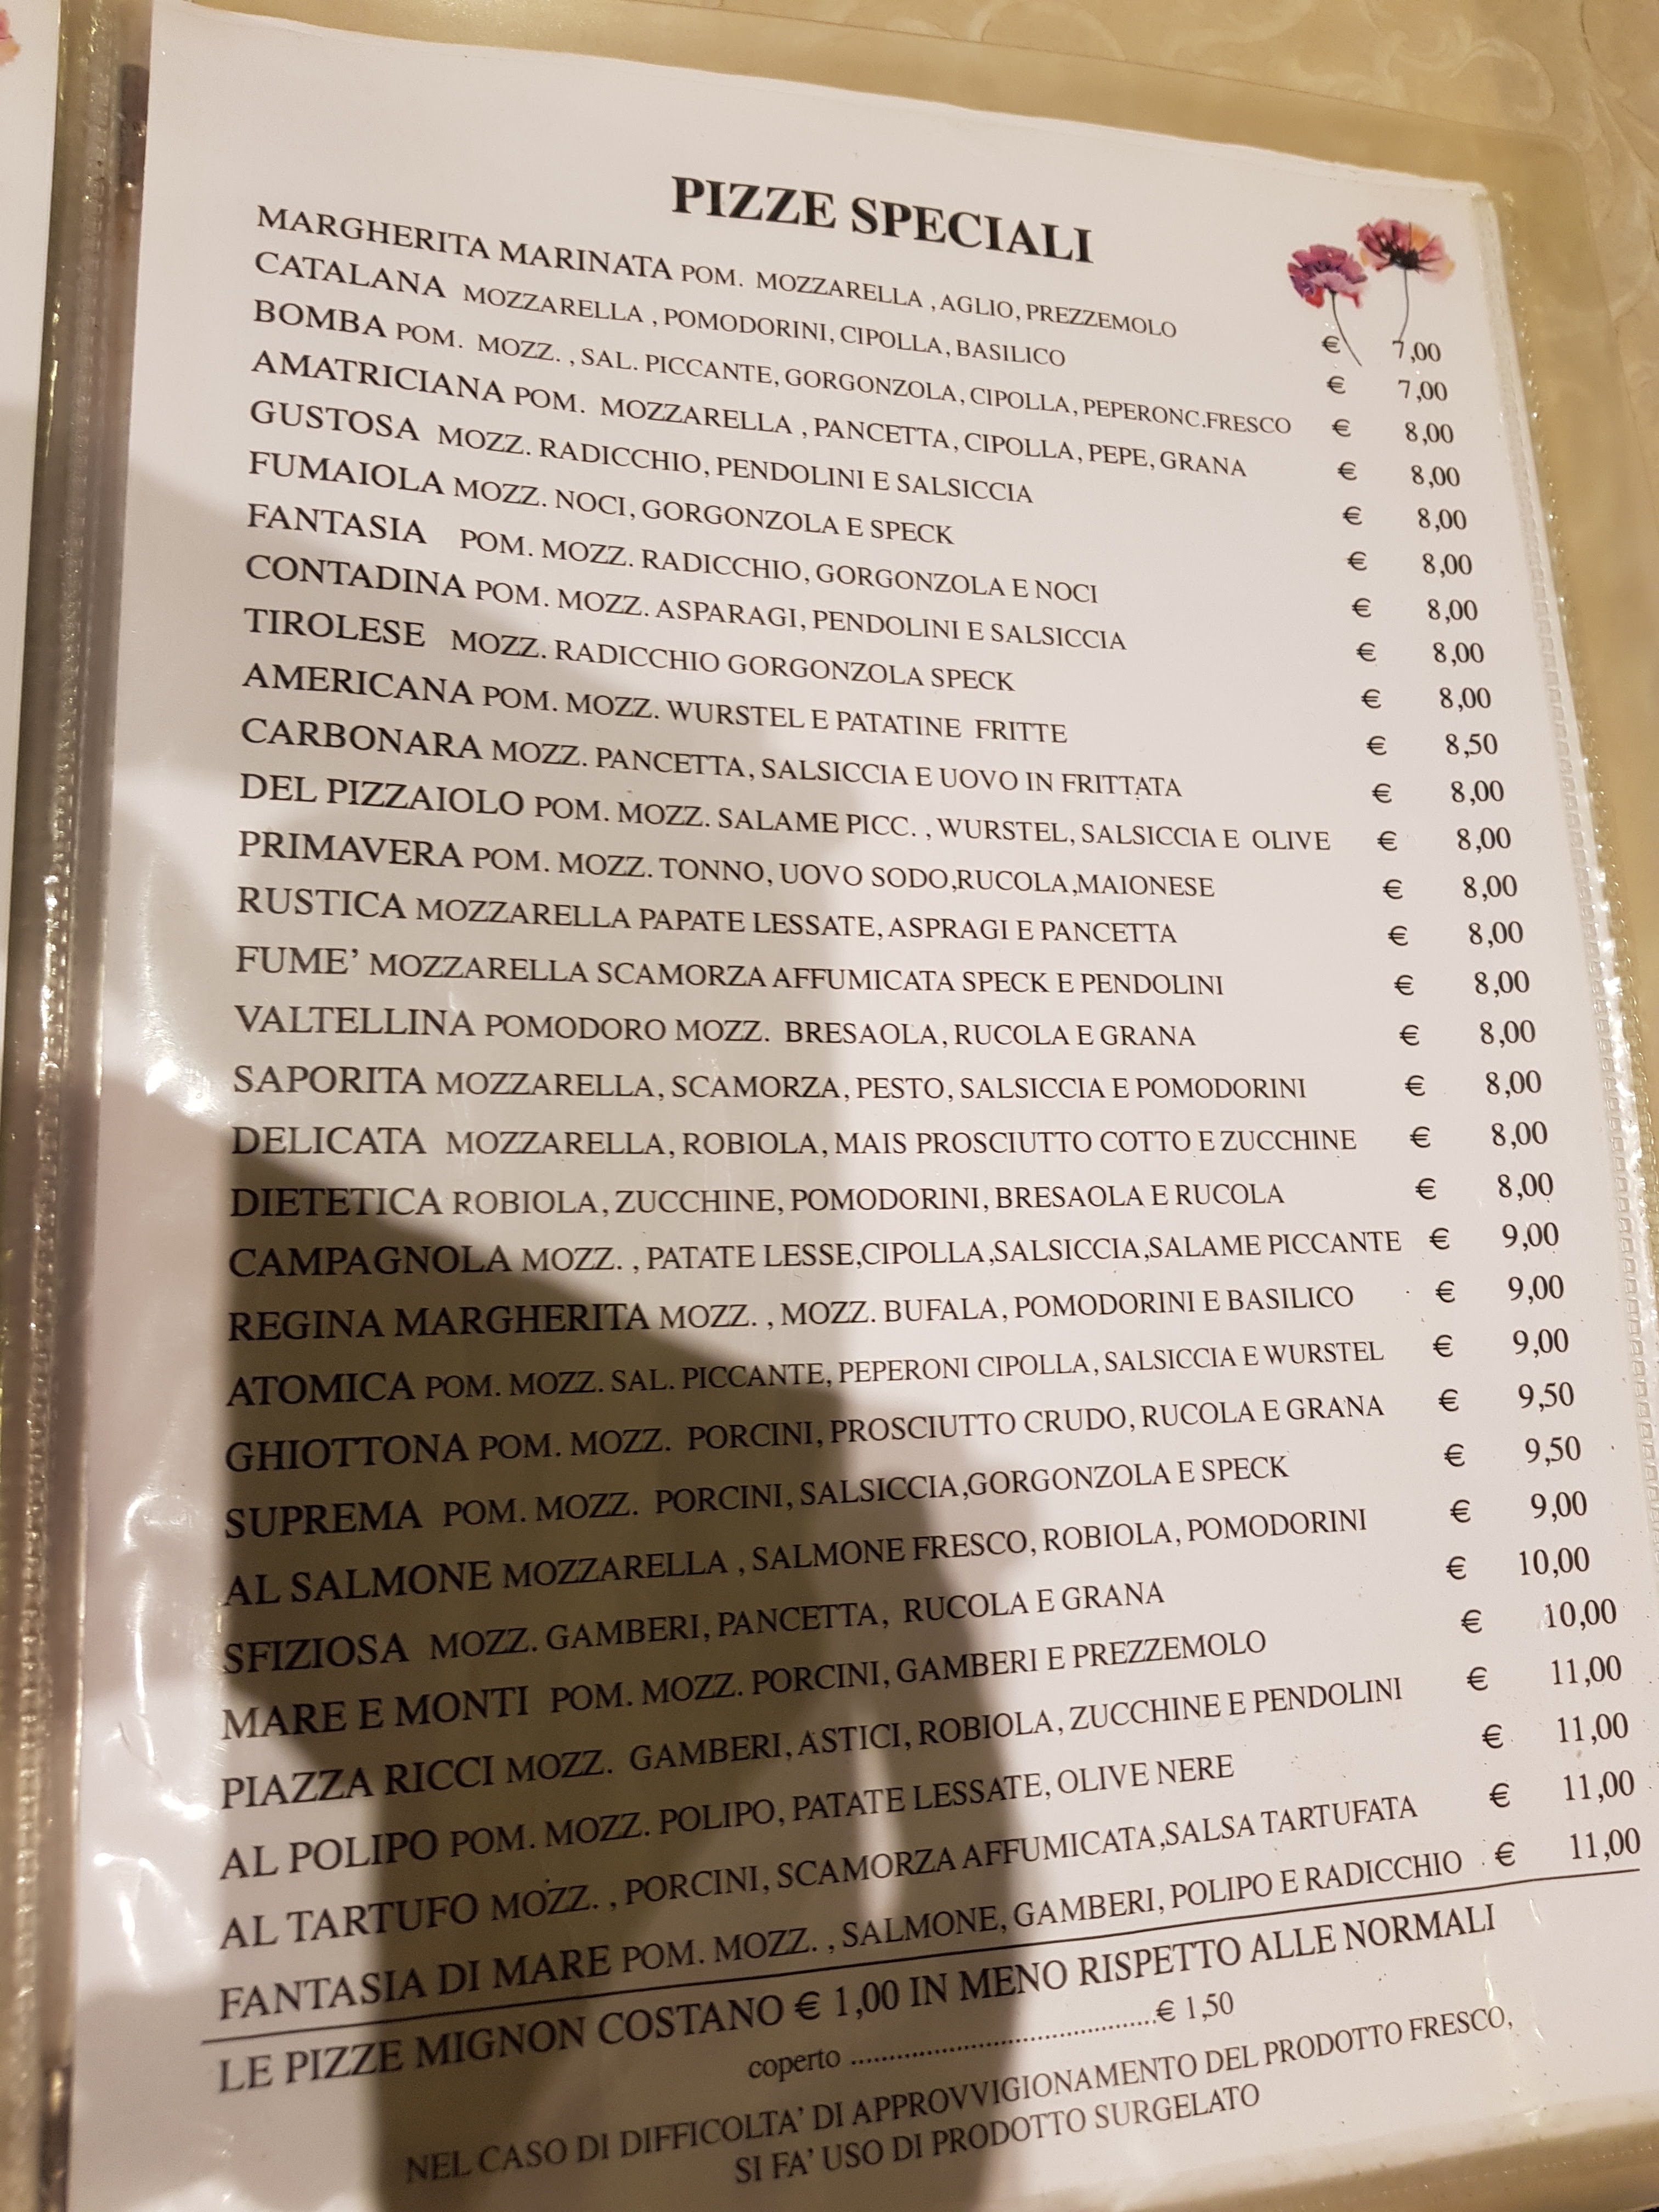 PIZZE SPECIALI
MARGHERITA MARINATA POM. MOZZARELLA , AGLIO, PREZZEMOLO € 7,00
CATALANA MOZZARELLA , POMODORINI, CIPOLLA, BASILICO € 7,00
BOMBA POM. MOZZ. , SAL. PICCANTE, GORGONZOLA, CIPOLLA, PEPERONC.FRESCO € 8,00
AMATRICIANA POM. MOZZARELLA , PANCETTA, CIPOLLA, PEPE, GRANA € 8,00
GUSTOSA MOZZ. RADICCHIO, PENDOLINI E SALSICCIA € 8,00
FUMAIOLA MOZZ. NOCI, GORGONZOLA E SPECK € 8,00
FANTASIA POM. MOZZ. RADICCHIO, GORGONZOLA E NOCI € 8,00
CONTADINA POM. MOZZ. ASPARAGI, PENDOLINI E SALSICCIA € 8,00
TIROLESE MOZZ. RADICCHIO GORGONZOLA SPECK € 8,00
AMERICANA POM. MOZZ. WURSTEL E PATATINE FRITTE € 8,50
CARBONARA MOZZ. PANCETTA, SALSICCIA E UOVO IN FRITTATA € 8,00
DEL PIZZAIOLO POM. MOZZ. SALAME PICC. , WURSTEL, SALSICCIA E OLIVE € 8,00
PRIMAVERA POM. MOZZ. TONNO, UOVO SODO,RUCOLA,MAIONESE € 8,00
RUSTICA MOZZARELLA PAPATE LESSATE, ASPRAGI E PANCETTA € 8,00
FUME' MOZZARELLA SCAMORZA AFFUMICATA SPECK E PENDOLINI € 8,00
VALTELLINA POMODORO MOZZ. BRESAOLA, RUCOLA E GRANA € 8,00
SAPORITA MOZZARELLA, SCAMORZA, PESTO, SALSICCIA E POMODORINI € 8,00
DELICATA MOZZARELLA, ROBIOLA, MAIS PROSCIUTTO COTTO E ZUCCHINE € 8,00
DIETETICA ROBIOLA, ZUCCHINE, POMODORINI, BRESAOLA E RUCOLA € 8,00
CAMPAGNOLA MOZZ. , PATATE LESSE,CIPOLLA,SALSICCIA,SALAME PICCANTE € 9,00
REGINA MARGHERITA MOZZ. , MOZZ. BUFALA, POMODORINI E BASILICO € 9,00
ATOMICA POM. MOZZ. SAL. PICCANTE, PEPERONI CIPOLLA, SALSICCIA E WURSTEL € 9,00
GHIOTTONA POM. MOZZ. PORCINI, PROSCIUTTO CRUDO, RUCOLA E GRANA € 9,50
SUPREMA POM. MOZZ. PORCINI, SALSICCIA,GORGONZOLA E SPECK € 9,50
AL SALMONE MOZZARELLA , SALMONE FRESCO, ROBIOLA, POMODORINI € 9,00
SFIZIOSA MOZZ. GAMBERI, PANCETTA, RUCOLA E GRANA € 10,00
MARE E MONTI POM. MOZZ. PORCINI, GAMBERI E PREZZEMOLO € 10,00
PIAZZA RICCI MOZZ. GAMBERI, ASTICI, ROBIOLA, ZUCCHINE E PENDOLINI € 11,00
AL POLIPO POM. MOZZ. POLIPO, PATATE LESSATE, OLIVE NERE € 11,00
AL TARTUFO MOZZ. , PORCINI, SCAMORZA AFFUMICATA,SALSA TARTUFATA € 11,00
FANTASIA DI MARE POM. MOZZ. , SALMONE, GAMBERI, POLIPO E RADICCHIO € 11,00
LE PIZZE MIGNON COSTANO € 1,00 IN MENO RISPETTO ALLE NORMALI
coperto ........................................€ 1,50
NEL CASO DI DIFFICOLTA' DI APPROVVIGIONAMENTO DEL PRODOTTO FRESCO,
SI FA' USO DI PRODOTTO SURGELATO